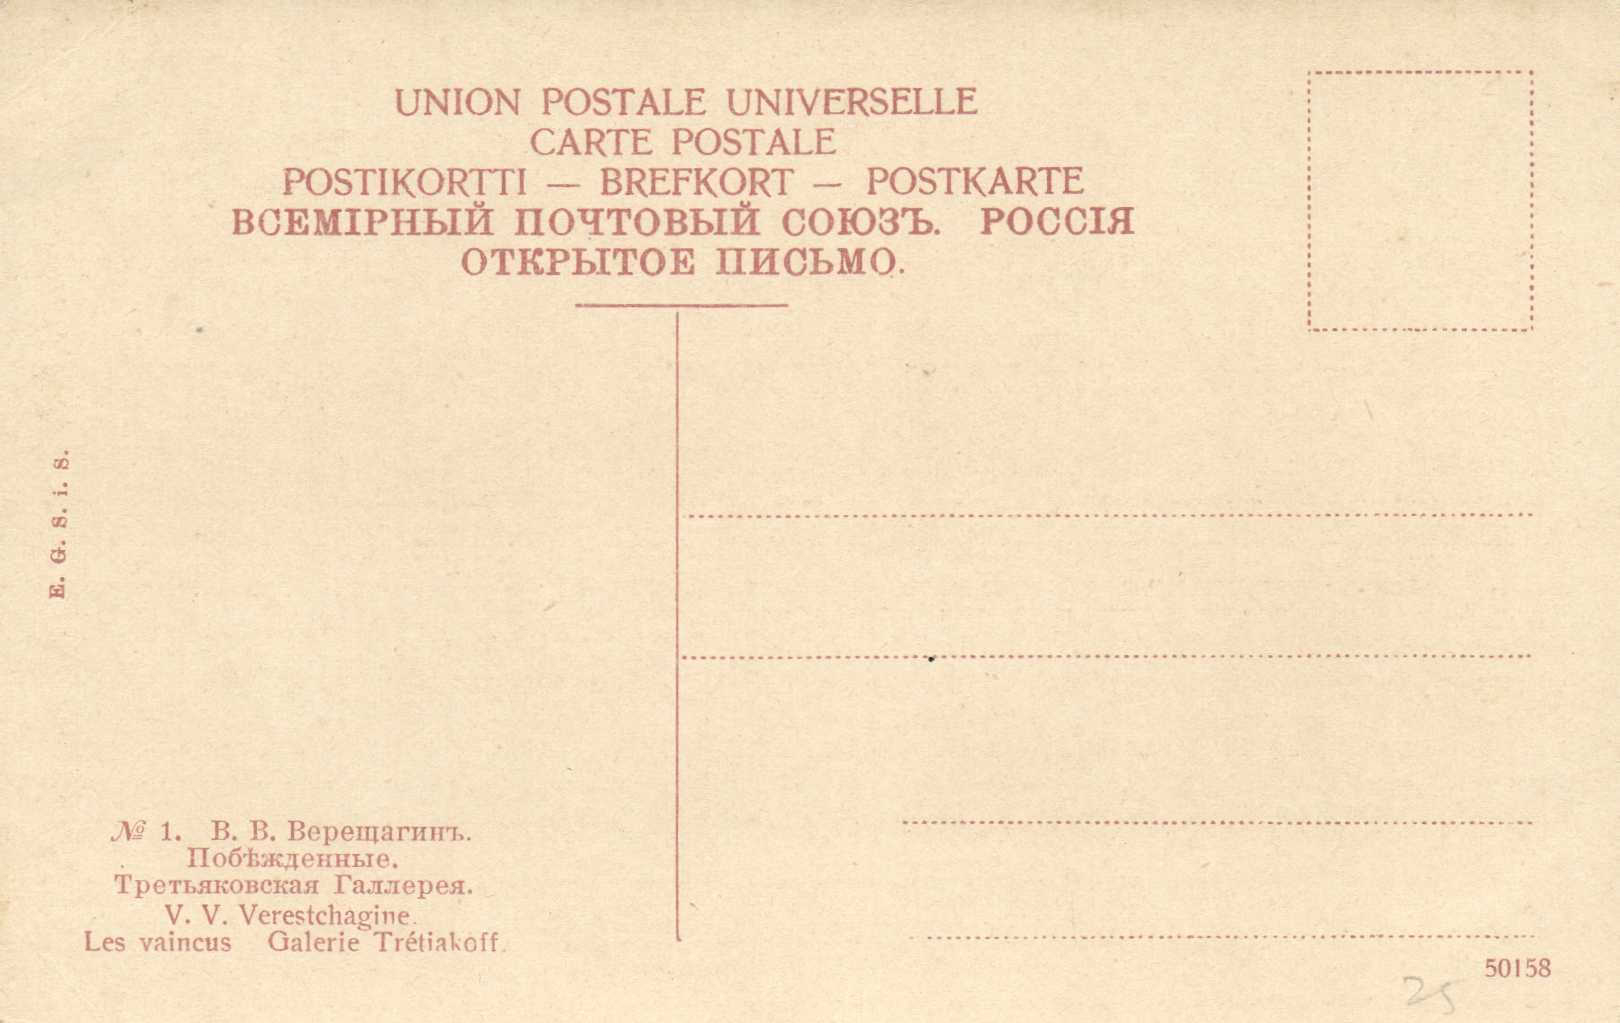 UNION POSTALE UNIVERSELLE
CARTE POSTALE
POSTIKORTTI — BREFKORT — POSTKARTE
ВСЕМІРНЫЙ ПОЧТОВЫЙ СОЮЗЪ. РОССІЯ
ОТКРЫТОЕ ПИСЬМО.
E. G. S. i. S.
№ 1. В. В. Верещагинъ.
Побѣжденные.
Третьяковская Галлерея.
V. V. Verestchagine.
Les vaincus Galerie Trétiakoff.
50158
25